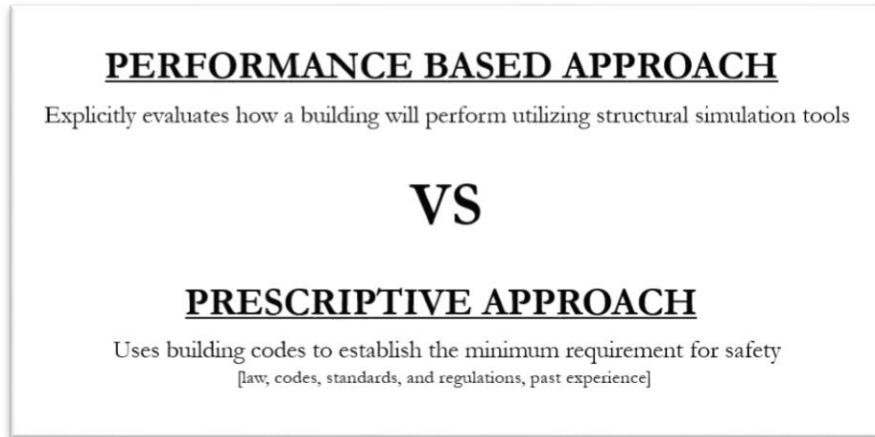 PERFORMANCE BASED APPROACH
Explicitly evaluates how a building will perform utilizing structural simulation tools
VS
PRESCRIPTIVE APPROACH
Uses building codes to establish the minimum requirement for safety
[law, codes, standards, and regulations, past experience]